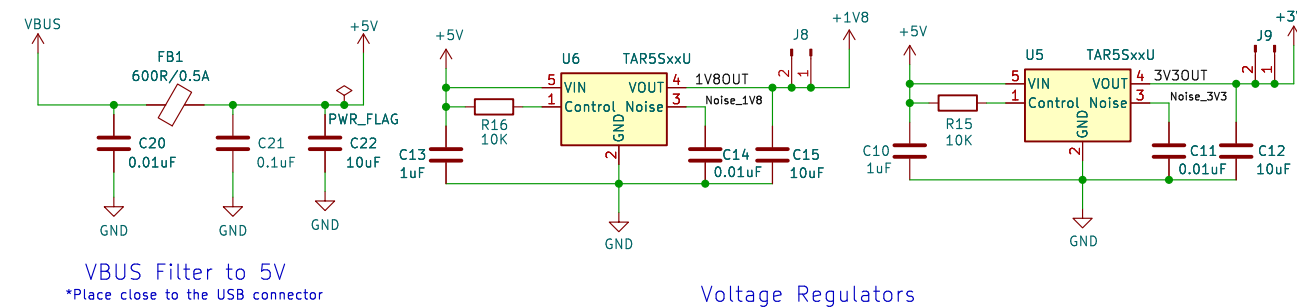 VBUS
FB1
600R/0.5A
+5V
PWR_FLAG
C20
0.01uF
C21
0.1uF
C22
10uF
GND
GND
GND
VBUS Filter to 5V
*Place close to the USB connector
+5V
U6
TAR5SxxU
5
VIN
VOUT
4
1V8OUT
1
Control
Noise
3
Noise_1V8
GND
2
R16
10K
C13
1uF
C14
0.01uF
C15
10uF
J8
2
1
+1V8
GND
+5V
U5
TAR5SxxU
5
VIN
VOUT
4
3V3OUT
1
Control
Noise
3
Noise_3V3
GND
2
R15
10K
C10
1uF
C11
0.01uF
C12
10uF
J9
2
1
+3
GND
Voltage Regulators